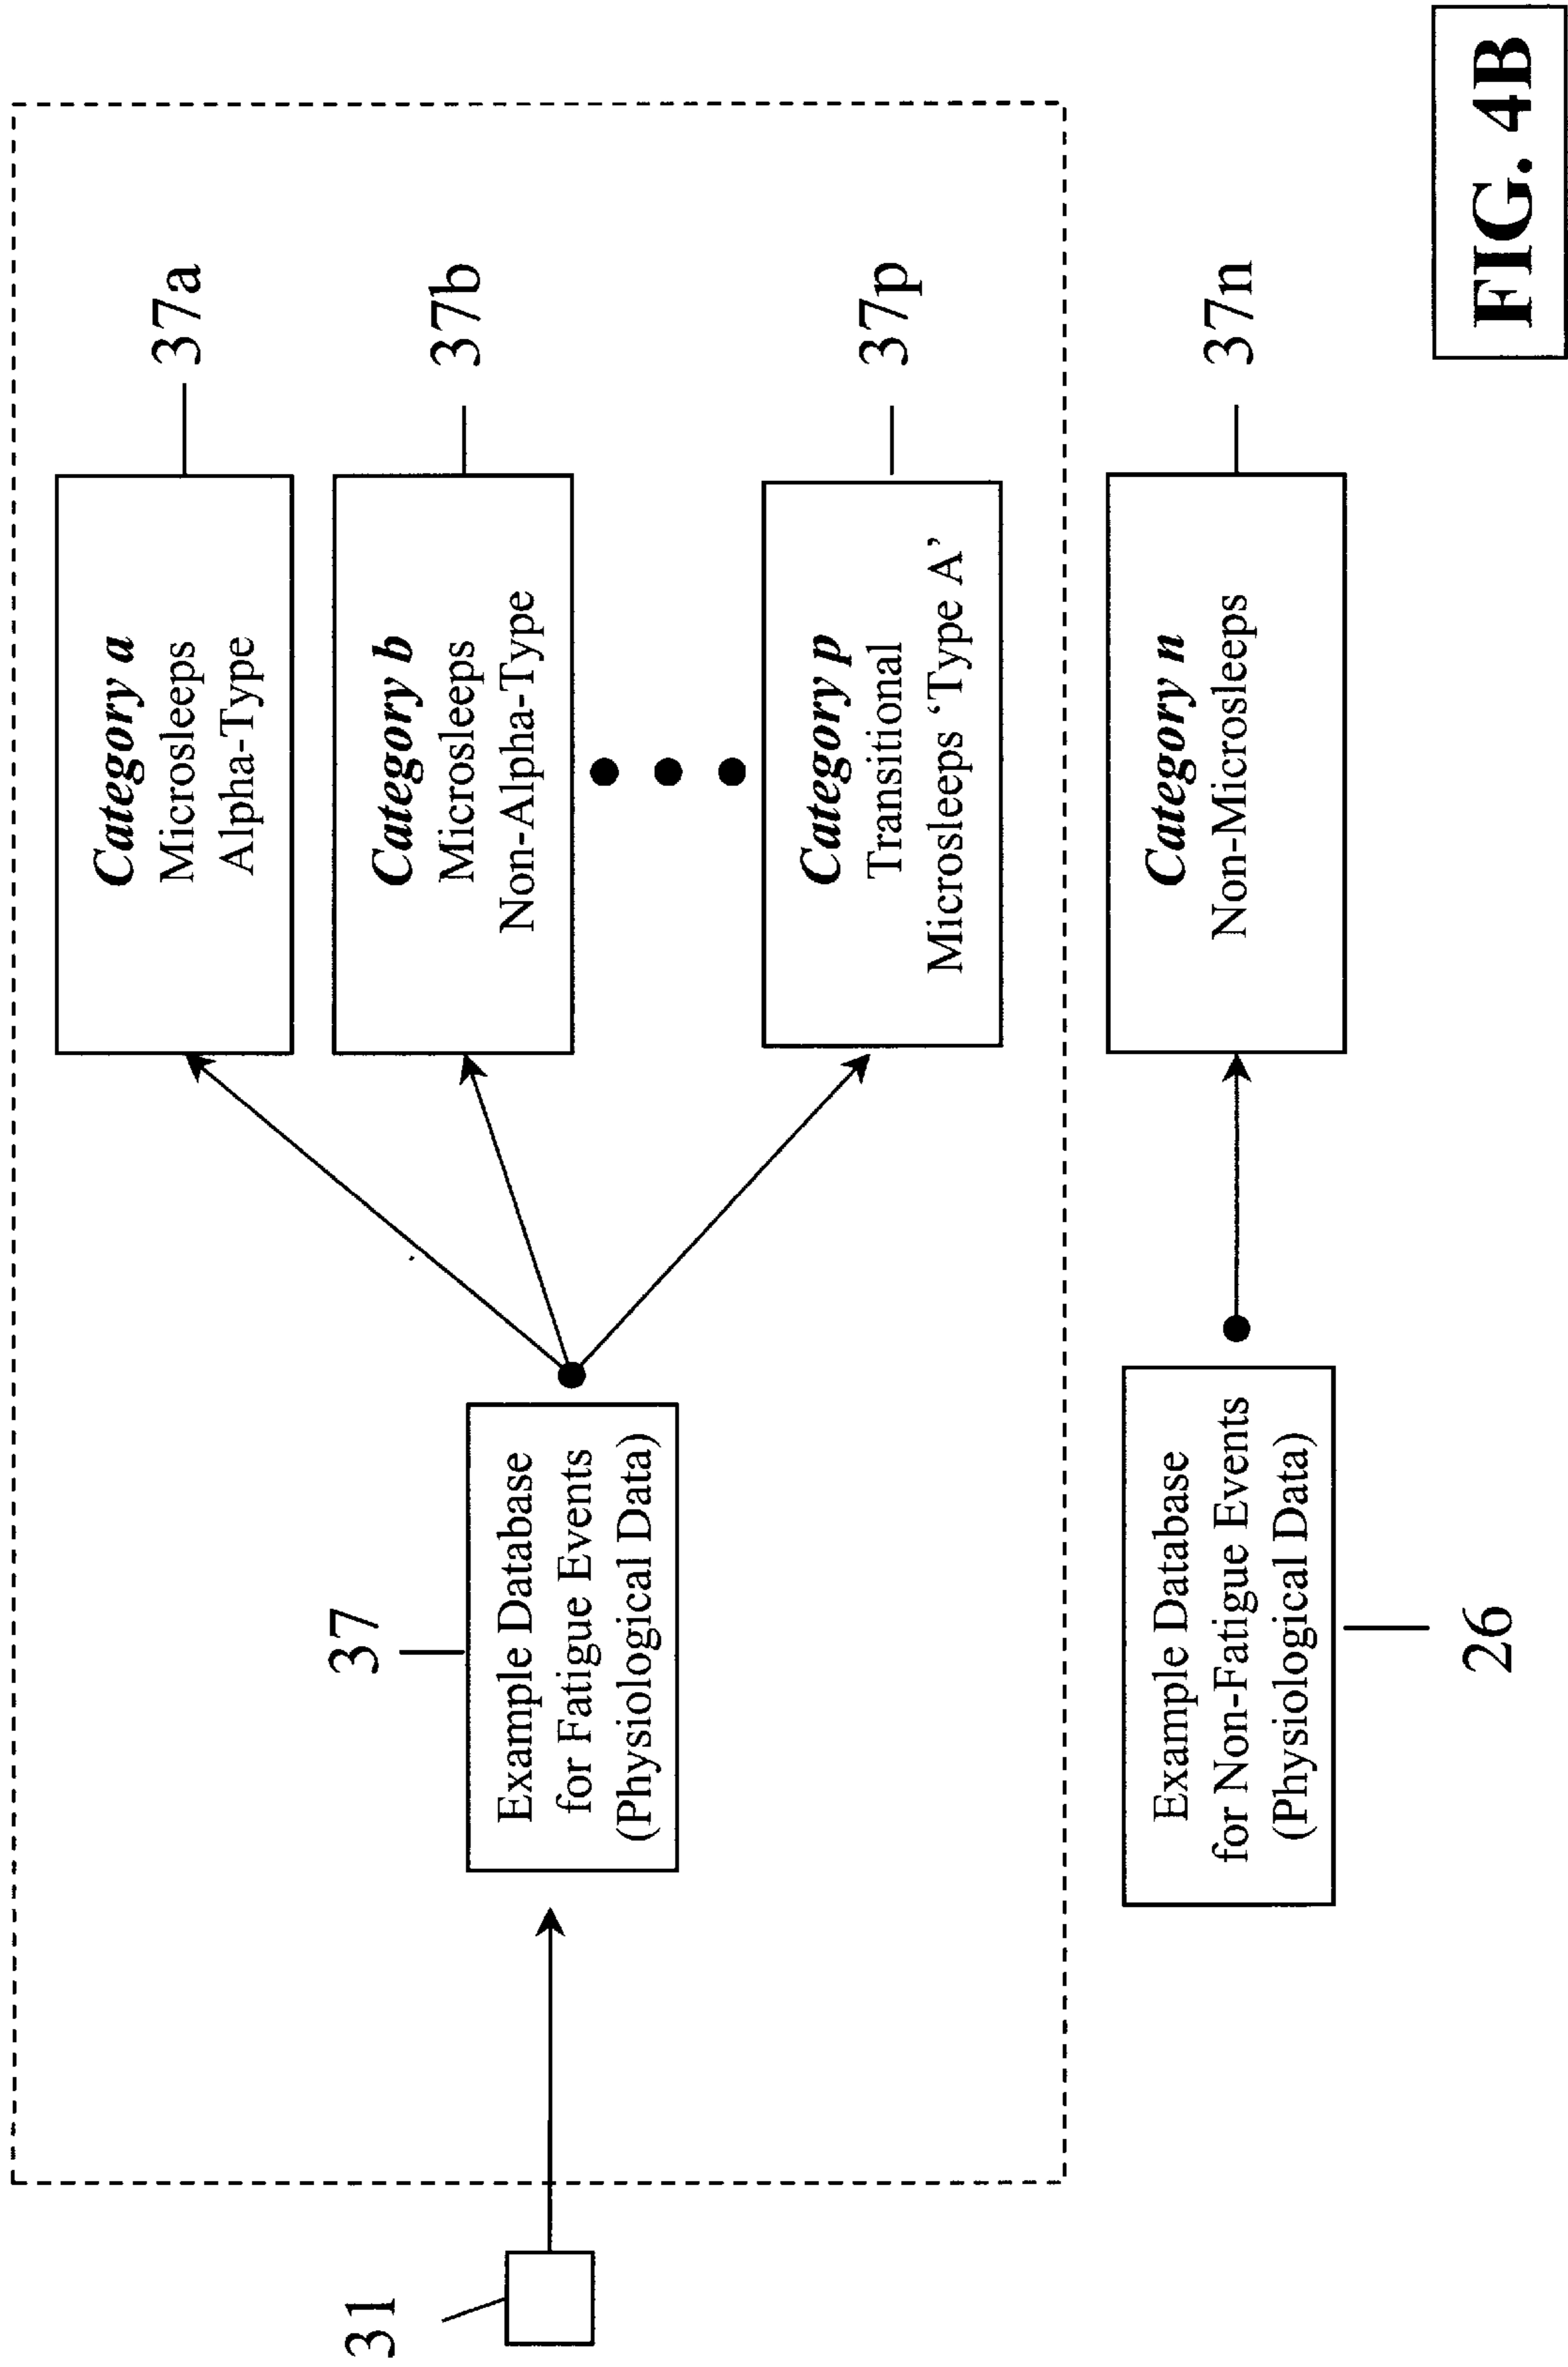 31
37
Example Database
for Fatigue Events
(Physiological Data)
Category a
Microsleeps
Alpha-Type
37a
Category b
Microsleeps
Non-Alpha-Type
37b
Category p
Transitional
Microsleeps ‘Type A’
37p
Example Database
for Non-Fatigue Events
(Physiological Data)
26
Category n
Non-Microsleeps
37n
FIG. 4B